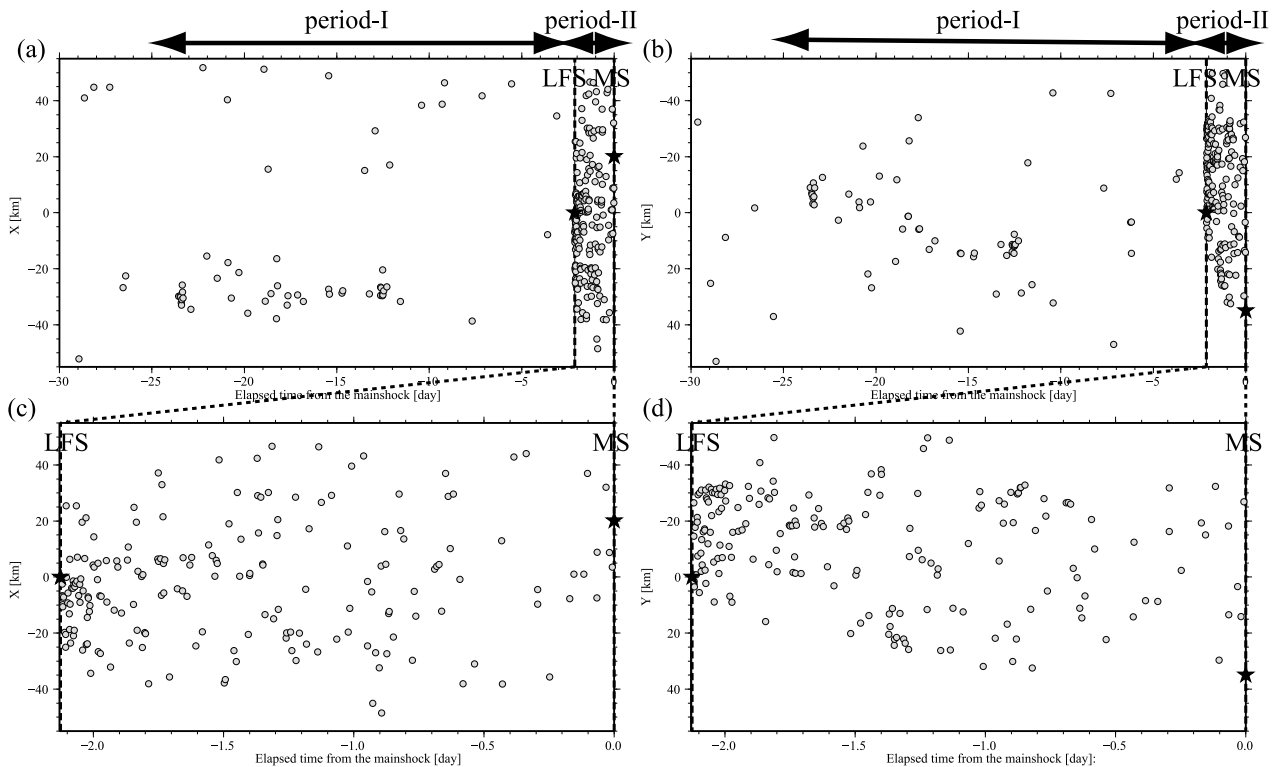 period-I
period-II
(a)
LFS
MS
40
20
0
−20
−40
X [km]
−30
−25
−20
−15
−10
−5
0
Elapsed time from the mainshock [day]
period-I
period-II
(b)
LFS
MS
−40
−20
0
20
40
Y [km]
−30
−25
−20
−15
−10
−5
0
Elapsed time from the mainshock [day]
(c)
LFS
MS
40
20
0
−20
−40
X [km]
−2.0
−1.5
−1.0
−0.5
0.0
Elapsed time from the mainshock [day]
(d)
LFS
MS
−40
−20
0
20
40
Y [km]
−2.0
−1.5
−1.0
−0.5
0.0
Elapsed time from the mainshock [day]: